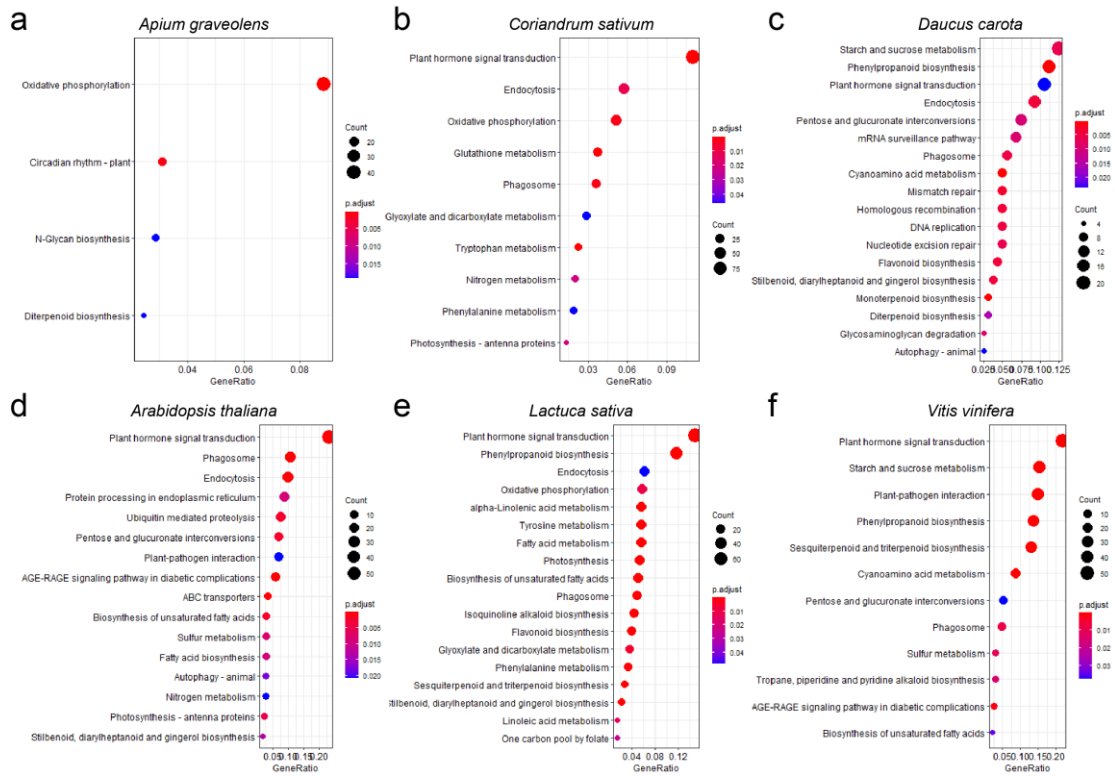 a
Apium graveolens
Oxidative phosphorylation
Circadian rhythm - plant
N-Glycan biosynthesis
Diterpenoid biosynthesis
0.04
0.06
0.08
GeneRatio
Count
20
30
40
p.adjust
0.005
0.010
0.015
b
Coriandrum sativum
Plant hormone signal transduction
Endocytosis
Oxidative phosphorylation
Glutathione metabolism
Phagosome
Glyoxylate and dicarboxylate metabolism
Tryptophan metabolism
Nitrogen metabolism
Phenylalanine metabolism
Photosynthesis - antenna proteins
0.03
0.06
0.09
GeneRatio
p.adjust
0.01
0.02
0.03
0.04
Count
25
50
75
c
Daucus carota
Starch and sucrose metabolism
Phenylpropanoid biosynthesis
Plant hormone signal transduction
Endocytosis
Pentose and glucuronate interconversions
mRNA surveillance pathway
Phagosome
Cyanoamino acid metabolism
Mismatch repair
Homologous recombination
DNA replication
Nucleotide excision repair
Flavonoid biosynthesis
Stilbenoid, diarylheptanoid and gingerol biosynthesis
Monoterpenoid biosynthesis
Diterpenoid biosynthesis
Glycosaminoglycan degradation
Autophagy - animal
0.025 0.050 0.075 0.100 0.125
GeneRatio
p.adjust
0.005
0.010
0.015
0.020
Count
4
8
12
16
20
d
Arabidopsis thaliana
Plant hormone signal transduction
Phagosome
Endocytosis
Protein processing in endoplasmic reticulum
Ubiquitin mediated proteolysis
Pentose and glucuronate interconversions
Plant-pathogen interaction
AGE-RAGE signaling pathway in diabetic complications
ABC transporters
Biosynthesis of unsaturated fatty acids
Sulfur metabolism
Fatty acid biosynthesis
Autophagy - animal
Nitrogen metabolism
Photosynthesis - antenna proteins
Stilbenoid, diarylheptanoid and gingerol biosynthesis
0.05 0.10 0.15 0.20
GeneRatio
Count
10
20
30
40
50
p.adjust
0.005
0.010
0.015
0.020
e
Lactuca sativa
Plant hormone signal transduction
Phenylpropanoid biosynthesis
Endocytosis
Oxidative phosphorylation
alpha-Linolenic acid metabolism
Tyrosine metabolism
Fatty acid metabolism
Photosynthesis
Biosynthesis of unsaturated fatty acids
Phagosome
Isoquinoline alkaloid biosynthesis
Flavonoid biosynthesis
Glyoxylate and dicarboxylate metabolism
Phenylalanine metabolism
Sesquiterpenoid and triterpenoid biosynthesis
Stilbenoid, diarylheptanoid and gingerol biosynthesis
Linoleic acid metabolism
One carbon pool by folate
0.04
0.08
0.12
GeneRatio
Count
20
40
60
p.adjust
0.01
0.02
0.03
0.04
f
Vitis vinifera
Plant hormone signal transduction
Starch and sucrose metabolism
Plant-pathogen interaction
Phenylpropanoid biosynthesis
Sesquiterpenoid and triterpenoid biosynthesis
Cyanoamino acid metabolism
Pentose and glucuronate interconversions
Phagosome
Sulfur metabolism
Tropane, piperidine and pyridine alkaloid biosynthesis
AGE-RAGE signaling pathway in diabetic complications
Biosynthesis of unsaturated fatty acids
0.05 0.10 0.15 0.20
GeneRatio
Count
10
20
30
40
50
p.adjust
0.01
0.02
0.03